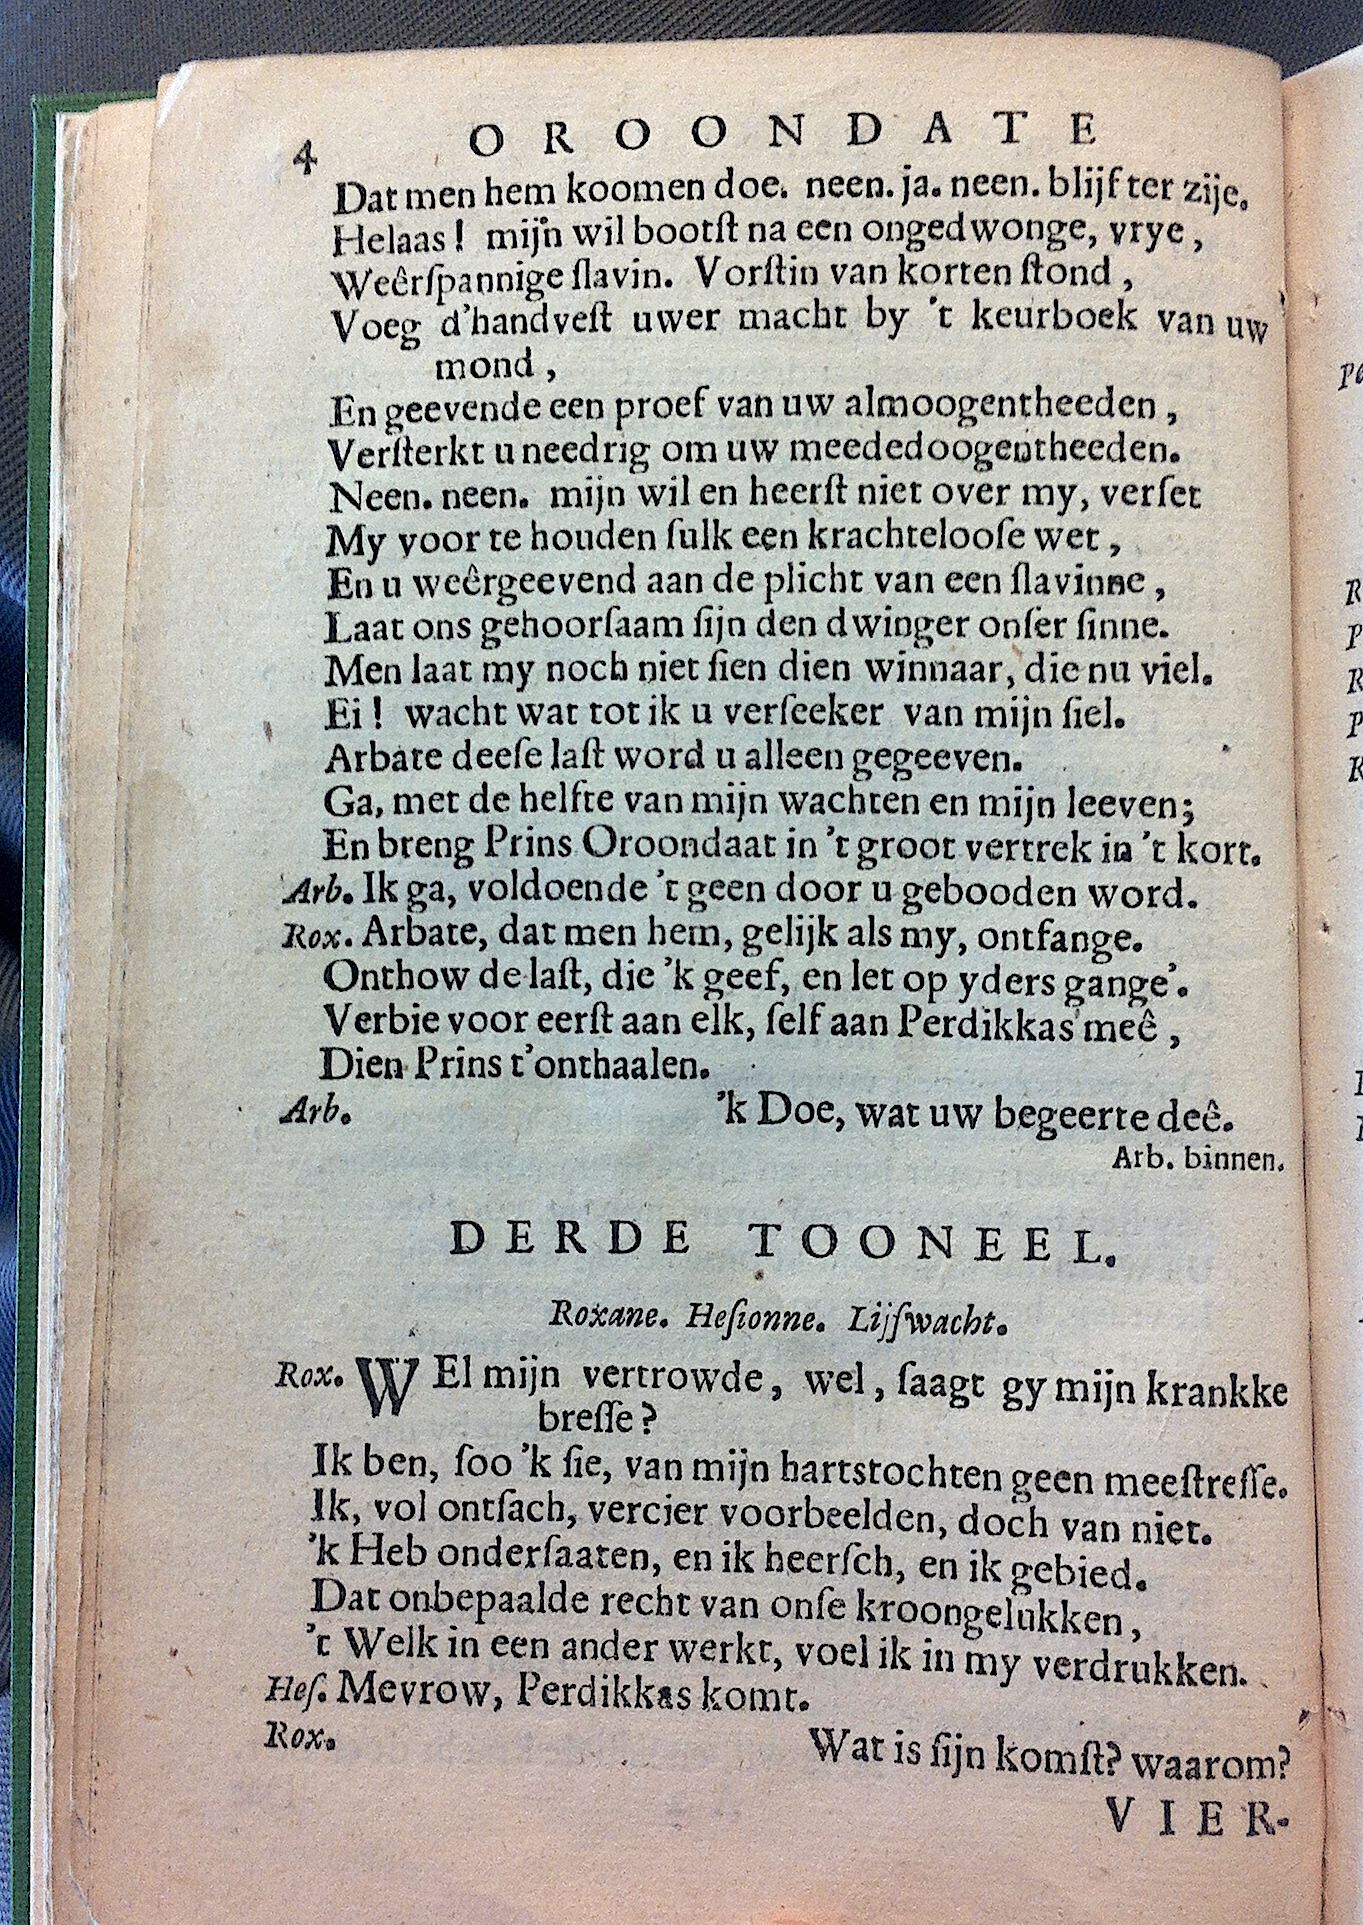 4 OROONDATE
Dat men hem koomen doe. neen. ja. neen. blijf ter zije.
Helaas! mijn wil bootſt na een ongedwonge, vrye,
Weêrſpannige ſlavin. Vorſtin van korten ſtond,
Voeg d'handveſt uwer macht by 't keurboek van uw
mond,
En geevende een proef van uw almoogentheeden,
Verſterkt u needrig om uw meededoogentheeden.
Neen. neen. mijn wil en heerſt niet over my, verſet
My voor te houden ſulk een krachtelooſe wet,
En u weêrgeevend aan de plicht van een ſlavinne,
Laat ons gehoorſaam ſijn den dwinger onſer ſinne.
Men laat my noch niet ſien dien winnaar, die nu viel.
Ei! wacht wat tot ik u verſeeker van mijn ſiel.
Arbate deeſe laſt word u alleen gegeeven.
Ga, met de helfte van mijn wachten en mijn leeven;
En breng Prins Oroondaat in 't groot vertrek in 't kort.
Arb. Ik ga, voldoende 't geen door u gebooden word.
Rox. Arbate, dat men hem, gelijk als my, ontfange.
Onthow de laſt, die 'k geef, en let op yders gange'.
Verbie voor eerſt aan elk, ſelf aan Perdikkas meê,
Dien Prins t'onthaalen.
Arb. 'k Doe, wat uw begeerte deê.
Arb. binnen.
DERDE TOONEEL.
Roxane. Heſionne. Lijfwacht.
Rox. WEl mijn vertrowde, wel, ſaagt gy mijn krankke
breſſe?
Ik ben, ſoo 'k ſie, van mijn hartstochten geen meeſtreſſe.
Ik, vol ontſach, vercier voorbeelden, doch van niet.
'k Heb onderſaaten, en ik heerſch, en ik gebied.
Dat onbepaalde recht van onſe kroongelukken,
't Welk in een ander werkt, voel ik in my verdrukken.
Heſ. Mevrow, Perdikkas komt.
Rox. Wat is ſijn komſt? waarom?
VIER-